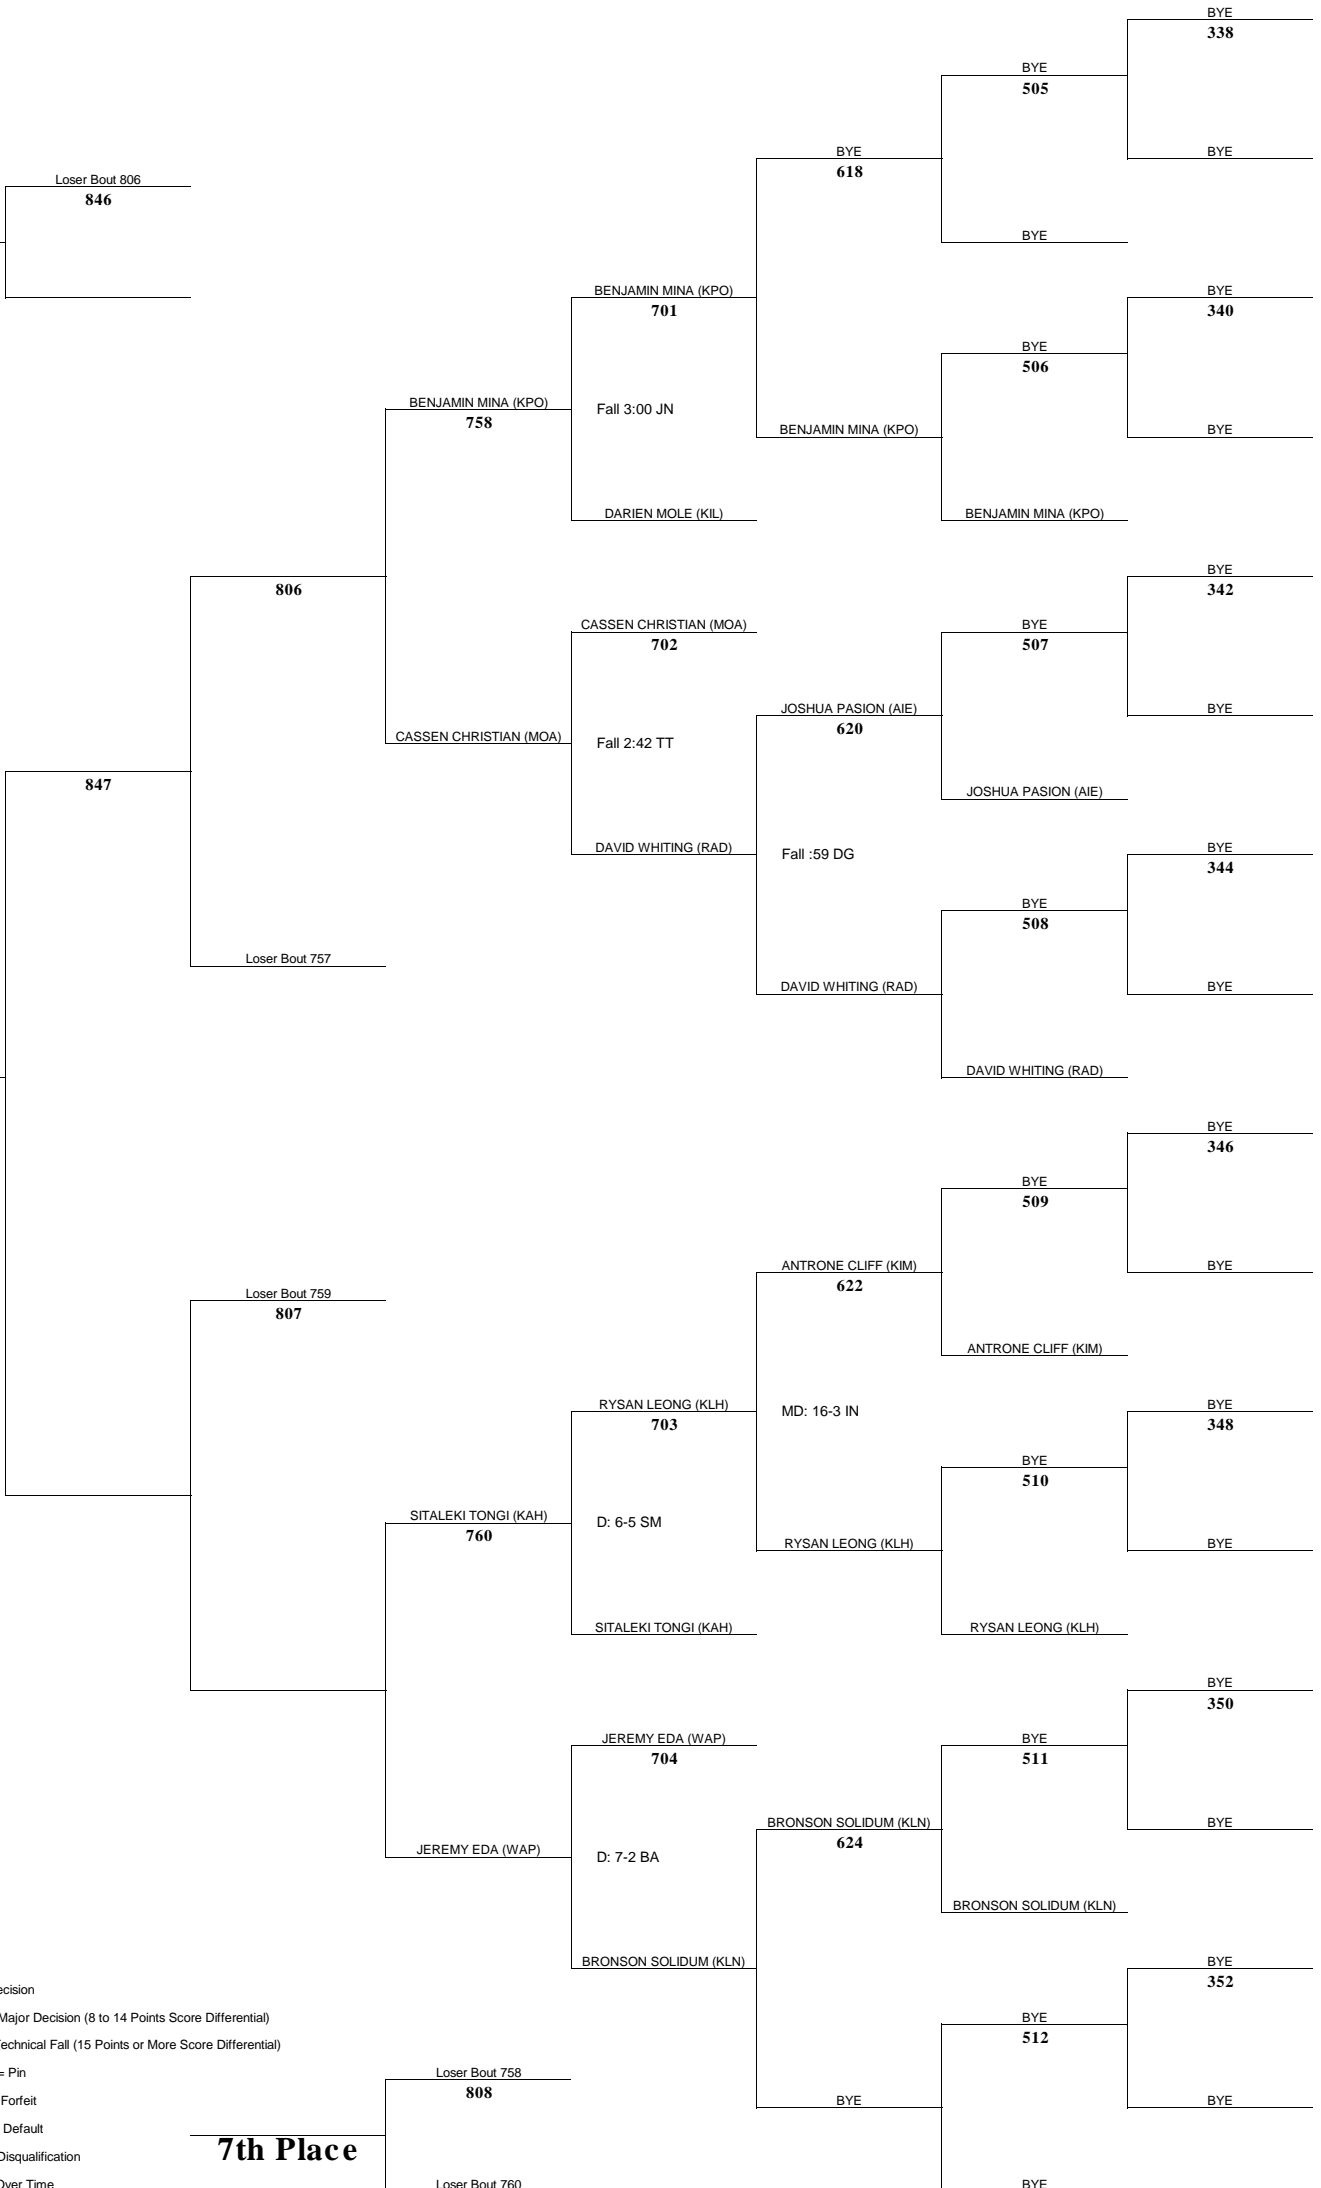 BYE
338
BYE
505
BYE
618
BYE
Loser Bout 806
846
BYE
BENJAMIN MINA (KPO)
701
BYE
340
BYE
506
BENJAMIN MINA (KPO)
758
Fall 3:00 JN
BENJAMIN MINA (KPO)
BYE
DARIEN MOLE (KIL)
BENJAMIN MINA (KPO)
BYE
806
342
CASSEN CHRISTIAN (MOA)
702
BYE
507
JOSHUA PASION (AIE)
620
BYE
CASSEN CHRISTIAN (MOA)
Fall 2:42 TT
847
JOSHUA PASION (AIE)
DAVID WHITING (RAD)
Fall :59 DG
BYE
344
BYE
508
Loser Bout 757
DAVID WHITING (RAD)
BYE
DAVID WHITING (RAD)
BYE
346
BYE
509
ANTRONE CLIFF (KIM)
622
BYE
Loser Bout 759
807
ANTRONE CLIFF (KIM)
RYSAN LEONG (KLH)
703
MD: 16-3 IN
BYE
348
BYE
510
SITALEKI TONGI (KAH)
760
D: 6-5 SM
RYSAN LEONG (KLH)
BYE
SITALEKI TONGI (KAH)
RYSAN LEONG (KLH)
BYE
350
JEREMY EDA (WAP)
704
BYE
511
BRONSON SOLIDUM (KLN)
624
BYE
JEREMY EDA (WAP)
D: 7-2 BA
BRONSON SOLIDUM (KLN)
BRONSON SOLIDUM (KLN)
BYE
352
ecision
Major Decision (8 to 14 Points Score Differential)
BYE
512
echnical Fall (15 Points or More Score Differential)
= Pin
Loser Bout 758
808
Forfeit
BYE
BYE
Default
7th Place
Disqualification
Over Time
Loser Bout 760
BYE